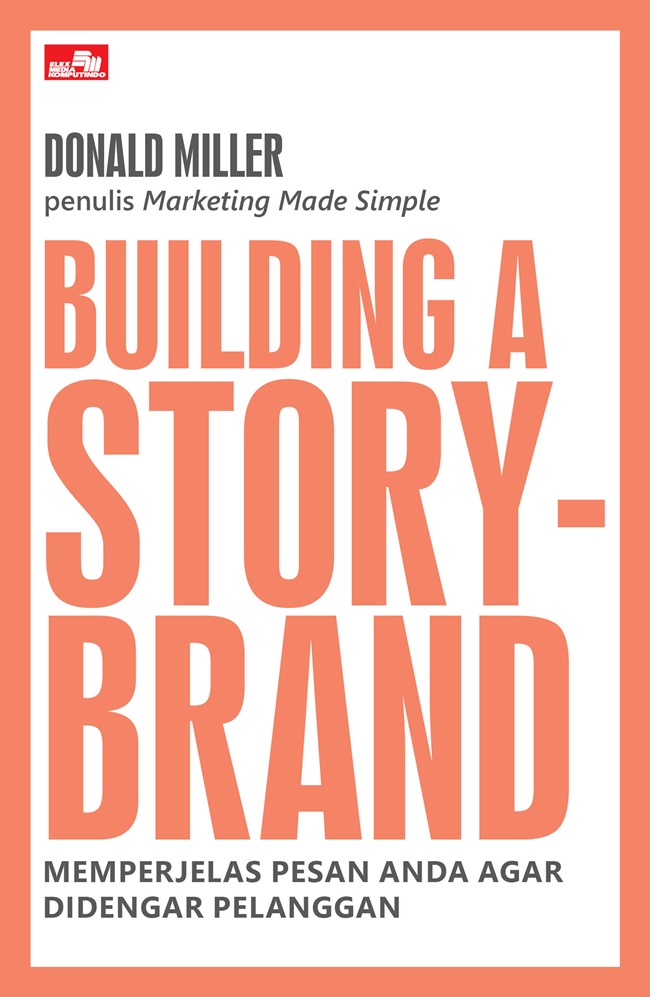 ELEX
MEDIA
KOMPUTINDO
DONALD MILLER
penulis Marketing Made Simple
BUILDING A
STORY-
BRAND
MEMPERJELAS PESAN ANDA AGAR
DIDENGAR PELANGGAN